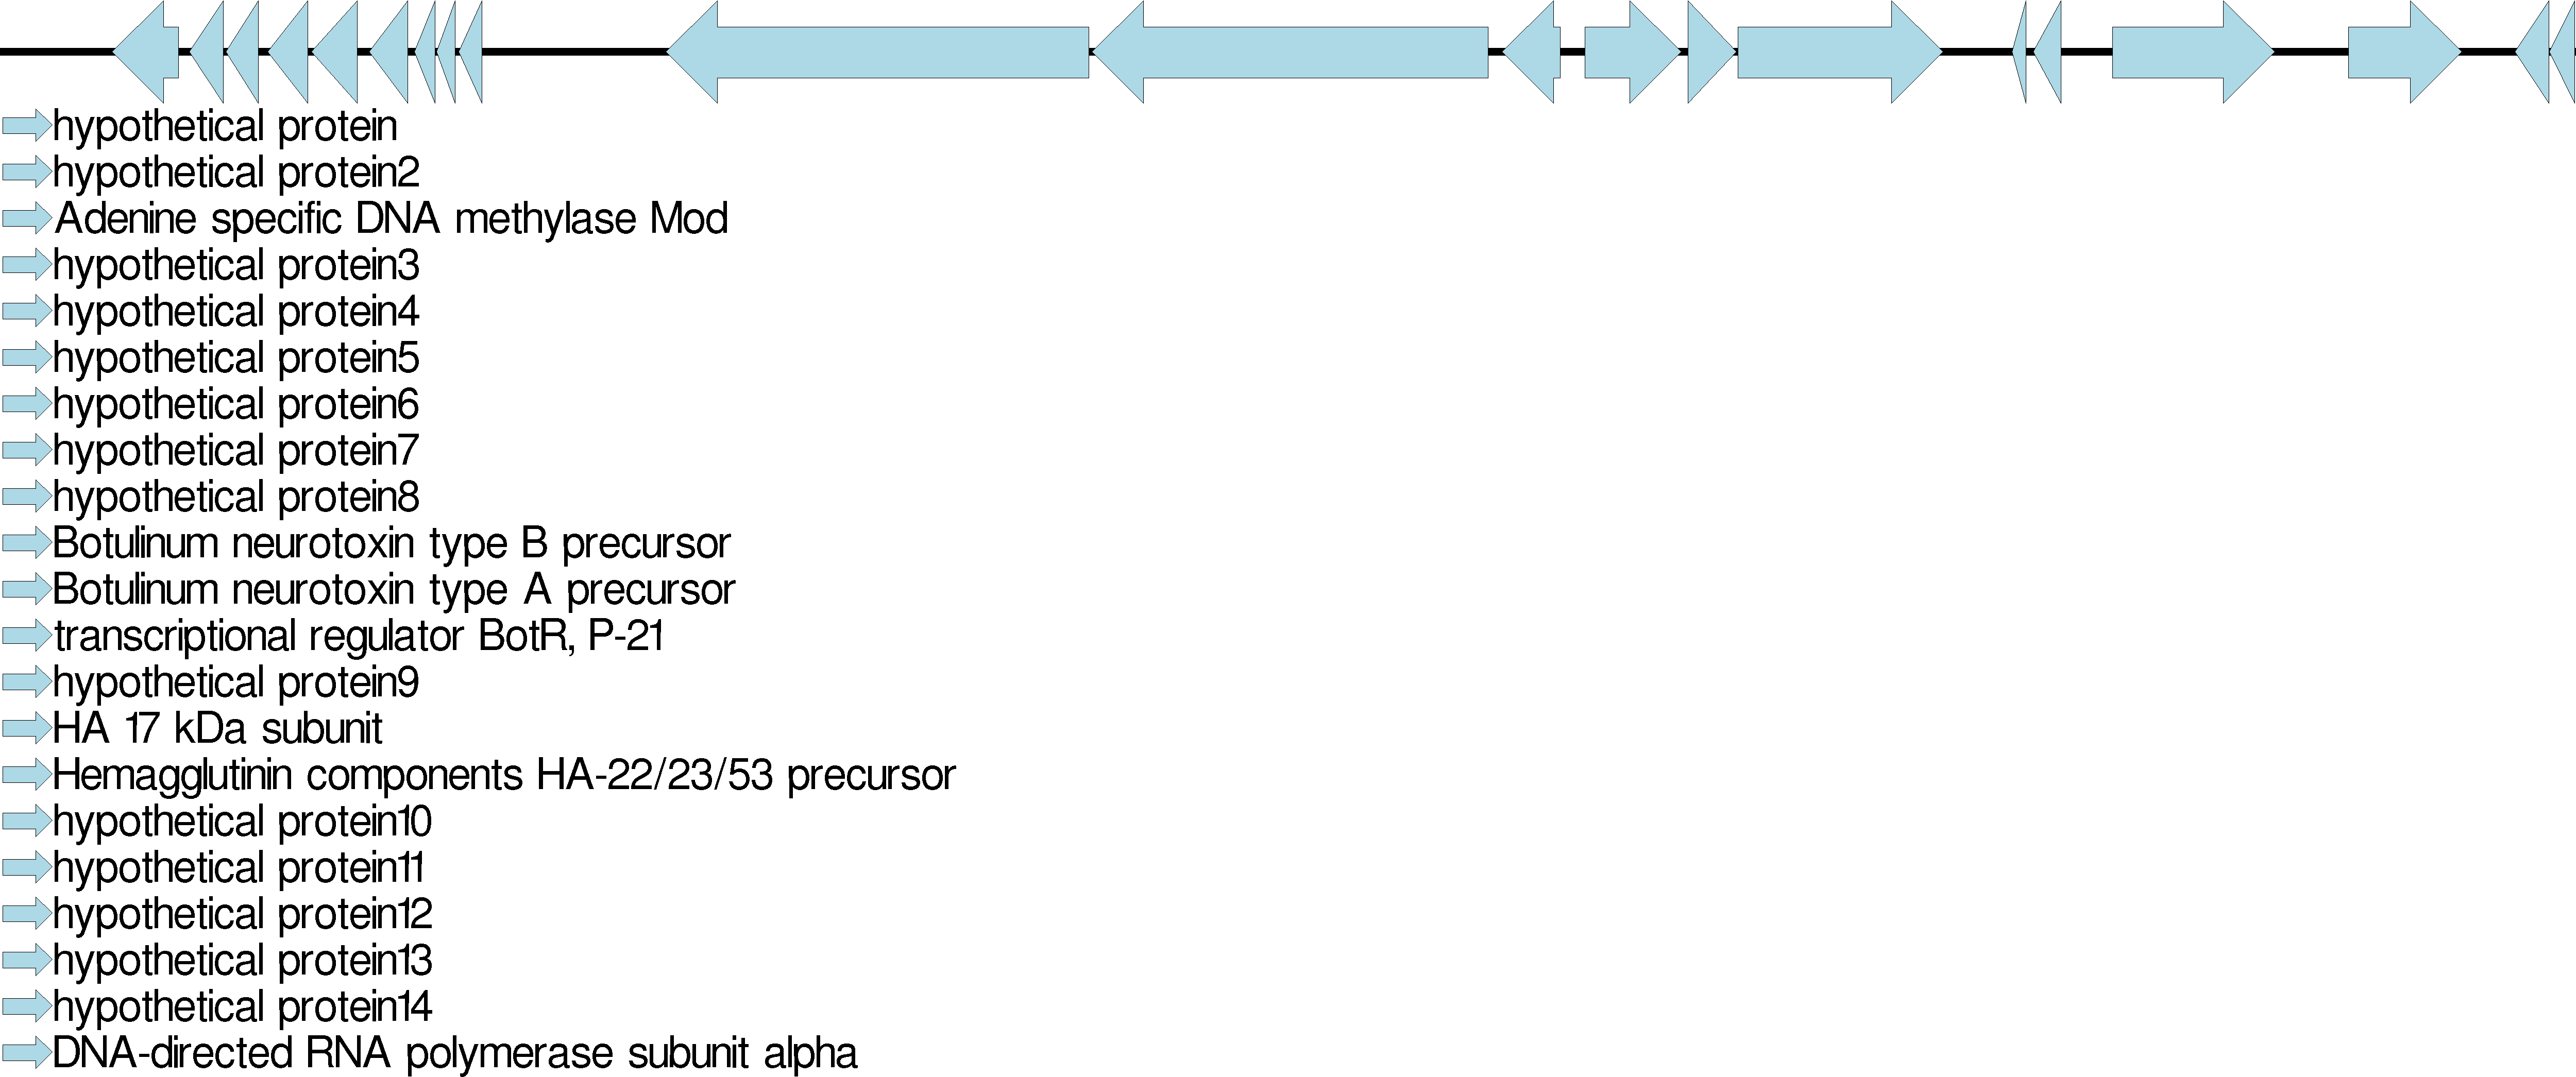 hypothetical protein
hypothetical protein2
Adenine specific DNA methylase Mod
hypothetical protein3
hypothetical protein4
hypothetical protein5
hypothetical protein6
hypothetical protein7
hypothetical protein8
Botulinum neurotoxin type B precursor
Botulinum neurotoxin type A precursor
transcriptional regulator BotR, P-21
hypothetical protein9
HA 17 kDa subunit
Hemagglutinin components HA-22/23/53 precursor
hypothetical protein10
hypothetical protein11
hypothetical protein12
hypothetical protein13
hypothetical protein14
DNA-directed RNA polymerase subunit alpha